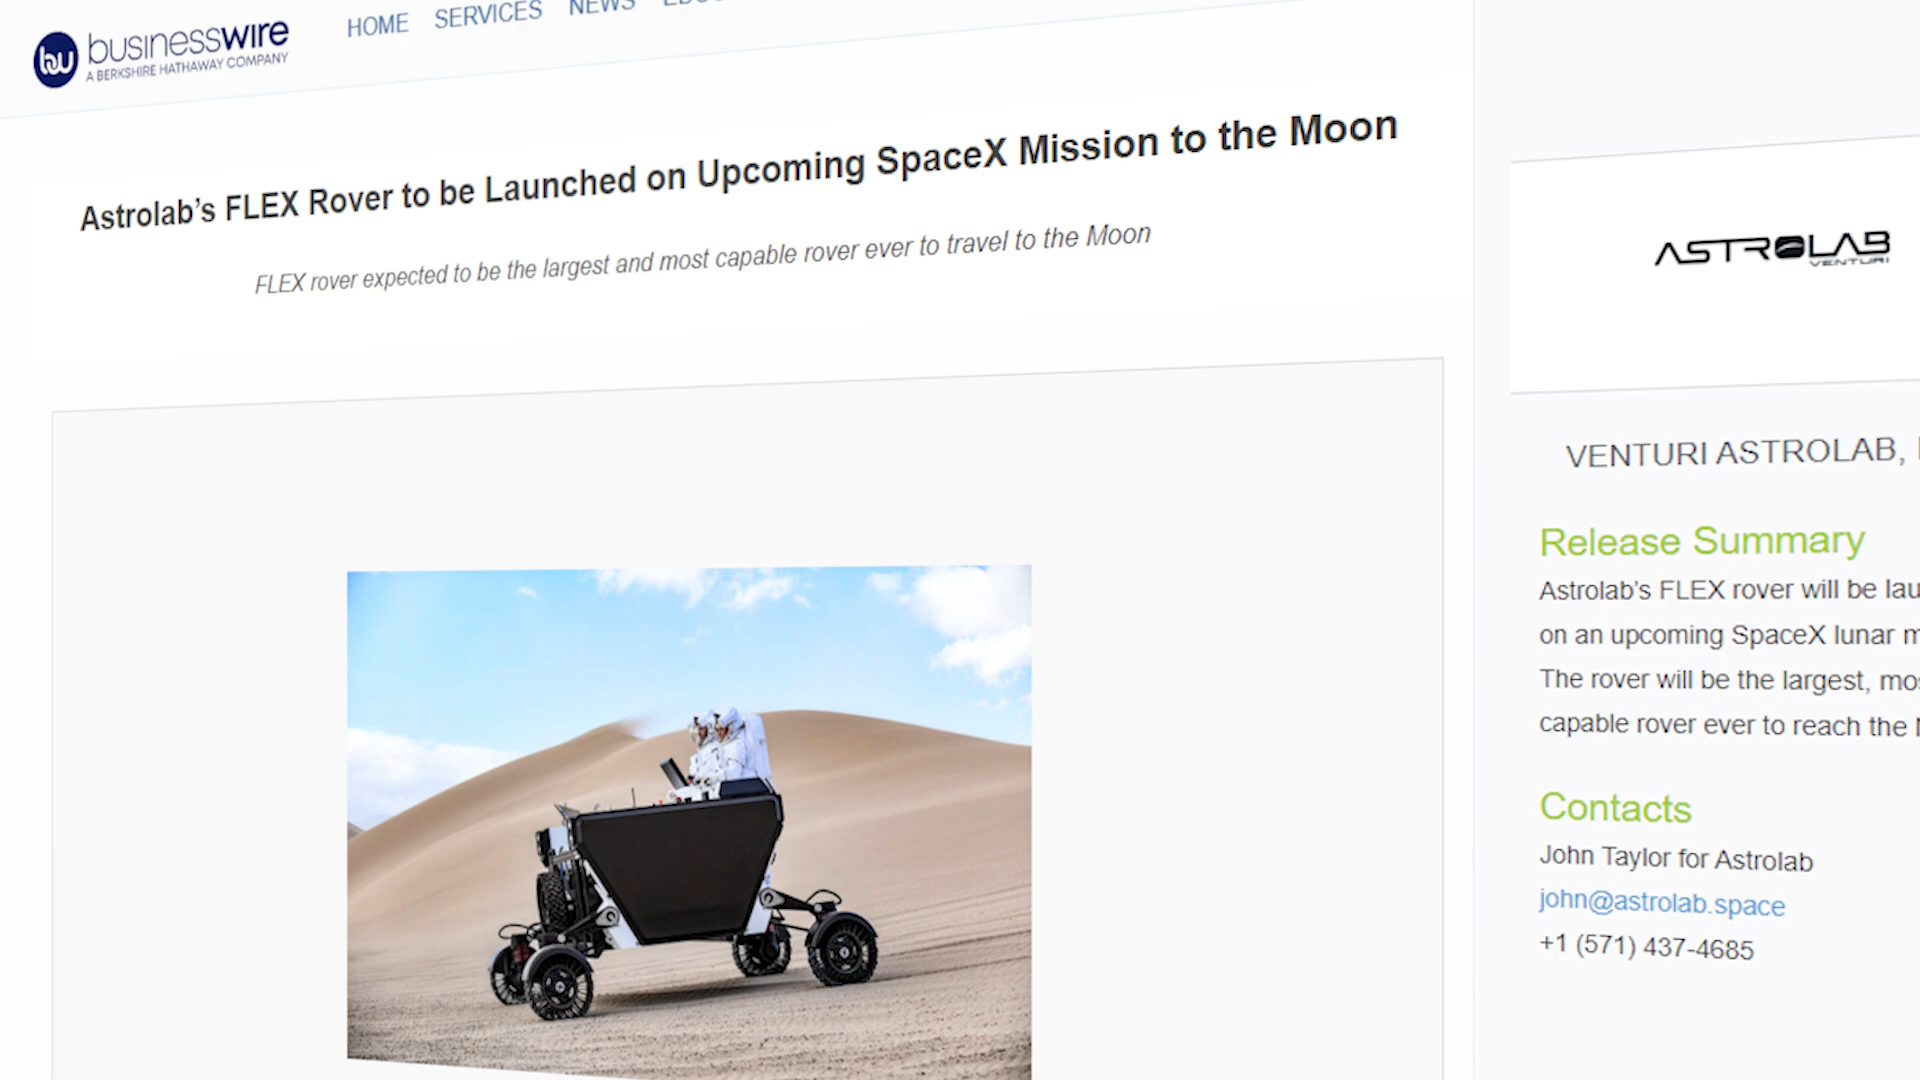 businesswire
A BERKSHIRE HATHAWAY COMPANY
HOME SERVICES NEWS
Astrolab's FLEX Rover to be Launched on Upcoming SpaceX Mission to the Moon
FLEX rover expected to be the largest and most capable rover ever to travel to the Moon
ASTROLAB
VENTURI
VENTURI ASTROLAB,
Release Summary
Astrolab's FLEX rover will be
on an upcoming SpaceX lunar
The rover will be the largest,
capable rover ever to reach the
Contacts
John Taylor for Astrolab
john@astrolab.space
+1 (571) 437-4685